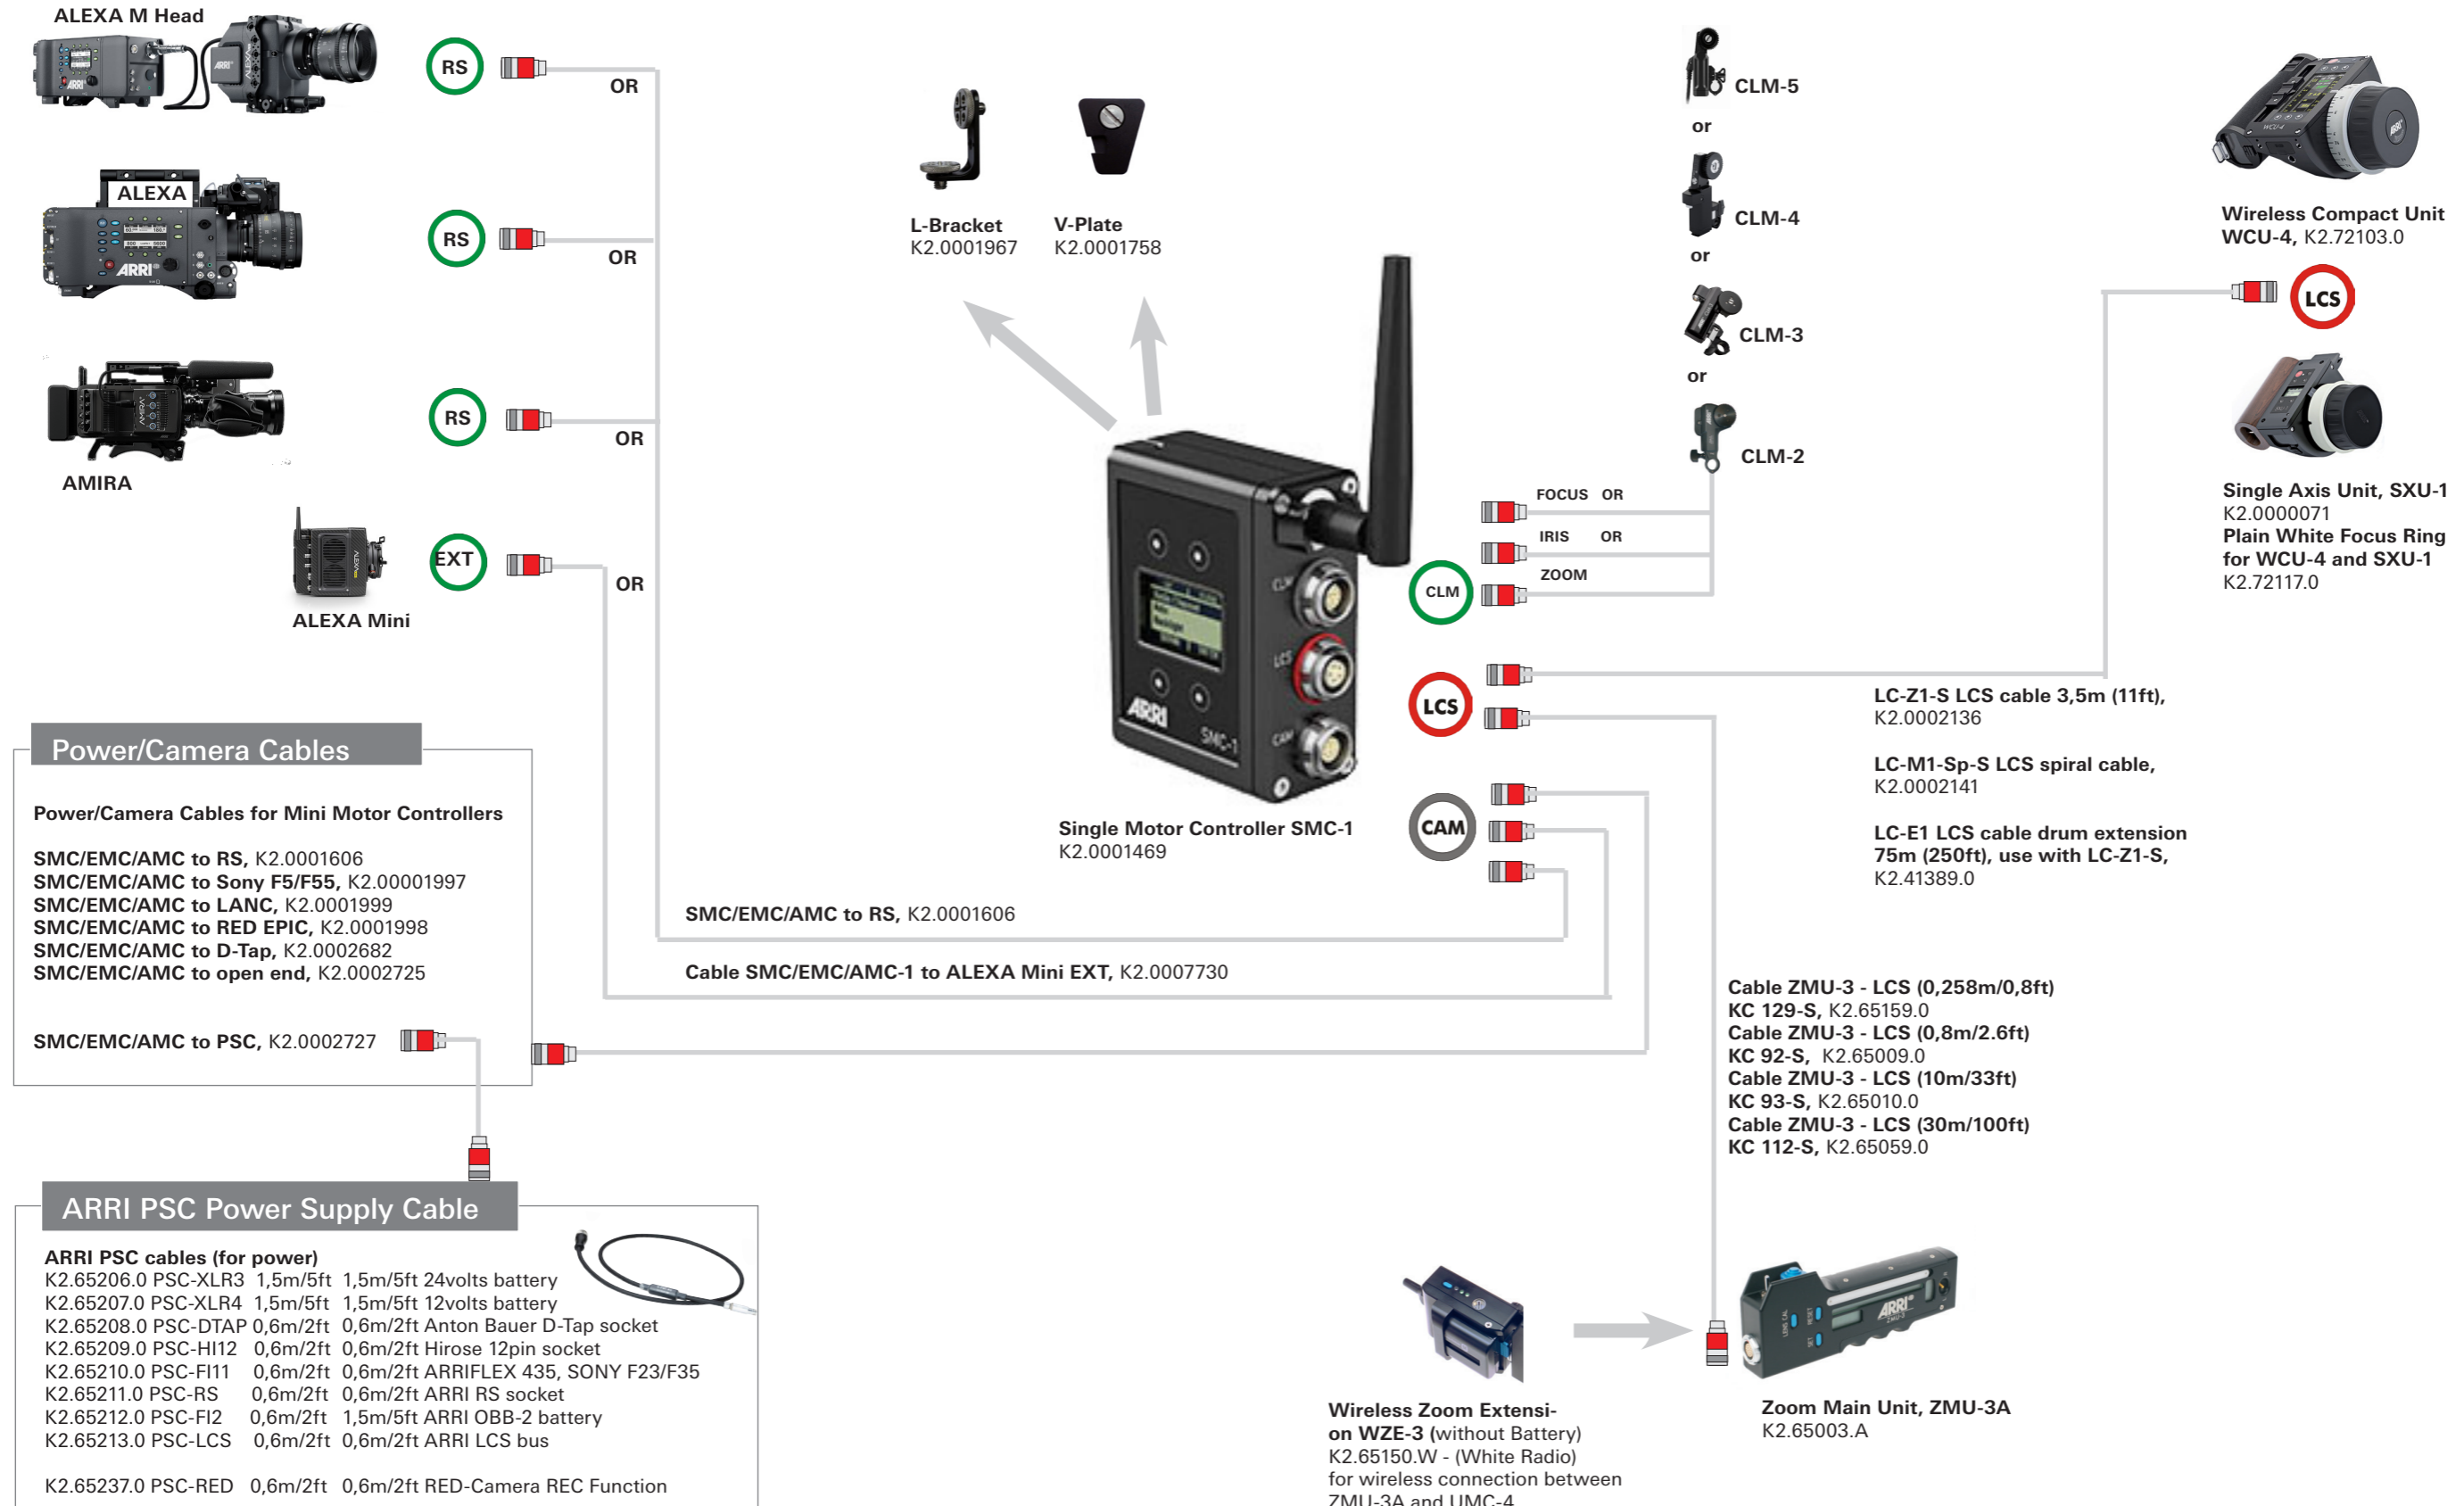 ALEXA M Head
RS
OR
ALEXA
ARRI
RS
OR
AMIRA
RS
OR
EXT
OR
ALEXA Mini
L-Bracket
K2.0001967
V-Plate
K2.0001758
CLM-5
or
CLM-4
or
CLM-3
or
CLM-2
FOCUS OR
IRIS OR
ZOOM
CLM
LCS
CAM
CLM
LCS
CAM
ARRI
SMC-1
Single Motor Controller SMC-1
K2.0001469
Wireless Compact Unit
WCU-4, K2.72103.0
LCS
Single Axis Unit, SXU-1
K2.0000071
Plain White Focus Ring
for WCU-4 and SXU-1
K2.72117.0
LC-Z1-S LCS cable 3,5m (11ft),
K2.0002136
LC-M1-Sp-S LCS spiral cable,
K2.0002141
LC-E1 LCS cable drum extension
75m (250ft), use with LC-Z1-S,
K2.41389.0
Power/Camera Cables
Power/Camera Cables for Mini Motor Controllers
SMC/EMC/AMC to RS, K2.0001606
SMC/EMC/AMC to Sony F5/F55, K2.00001997
SMC/EMC/AMC to LANC, K2.0001999
SMC/EMC/AMC to RED EPIC, K2.0001998
SMC/EMC/AMC to D-Tap, K2.0002682
SMC/EMC/AMC to open end, K2.0002725
SMC/EMC/AMC to PSC, K2.0002727
SMC/EMC/AMC to RS, K2.0001606
Cable SMC/EMC/AMC-1 to ALEXA Mini EXT, K2.0007730
Cable ZMU-3 - LCS (0,258m/0,8ft)
KC 129-S, K2.65159.0
Cable ZMU-3 - LCS (0,8m/2.6ft)
KC 92-S, K2.65009.0
Cable ZMU-3 - LCS (10m/33ft)
KC 93-S, K2.65010.0
Cable ZMU-3 - LCS (30m/100ft)
KC 112-S, K2.65059.0
ARRI PSC Power Supply Cable
ARRI PSC cables (for power)
K2.65206.0 PSC-XLR3 1,5m/5ft 1,5m/5ft 24volts battery
K2.65207.0 PSC-XLR4 1,5m/5ft 1,5m/5ft 12volts battery
K2.65208.0 PSC-DTAP 0,6m/2ft 0,6m/2ft Anton Bauer D-Tap socket
K2.65209.0 PSC-HI12 0,6m/2ft 0,6m/2ft Hirose 12pin socket
K2.65210.0 PSC-FI11 0,6m/2ft 0,6m/2ft ARRIFLEX 435, SONY F23/F35
K2.65211.0 PSC-RS 0,6m/2ft 0,6m/2ft ARRI RS socket
K2.65212.0 PSC-FI2 0,6m/2ft 1,5m/5ft ARRI OBB-2 battery
K2.65213.0 PSC-LCS 0,6m/2ft 0,6m/2ft ARRI LCS bus
K2.65237.0 PSC-RED 0,6m/2ft 0,6m/2ft RED-Camera REC Function
Wireless Zoom Extensi-
on WZE-3 (without Battery)
K2.65150.W - (White Radio)
for wireless connection between
ZMU-3A and UMC-4
ARRI
Zoom Main Unit, ZMU-3A
K2.65003.A